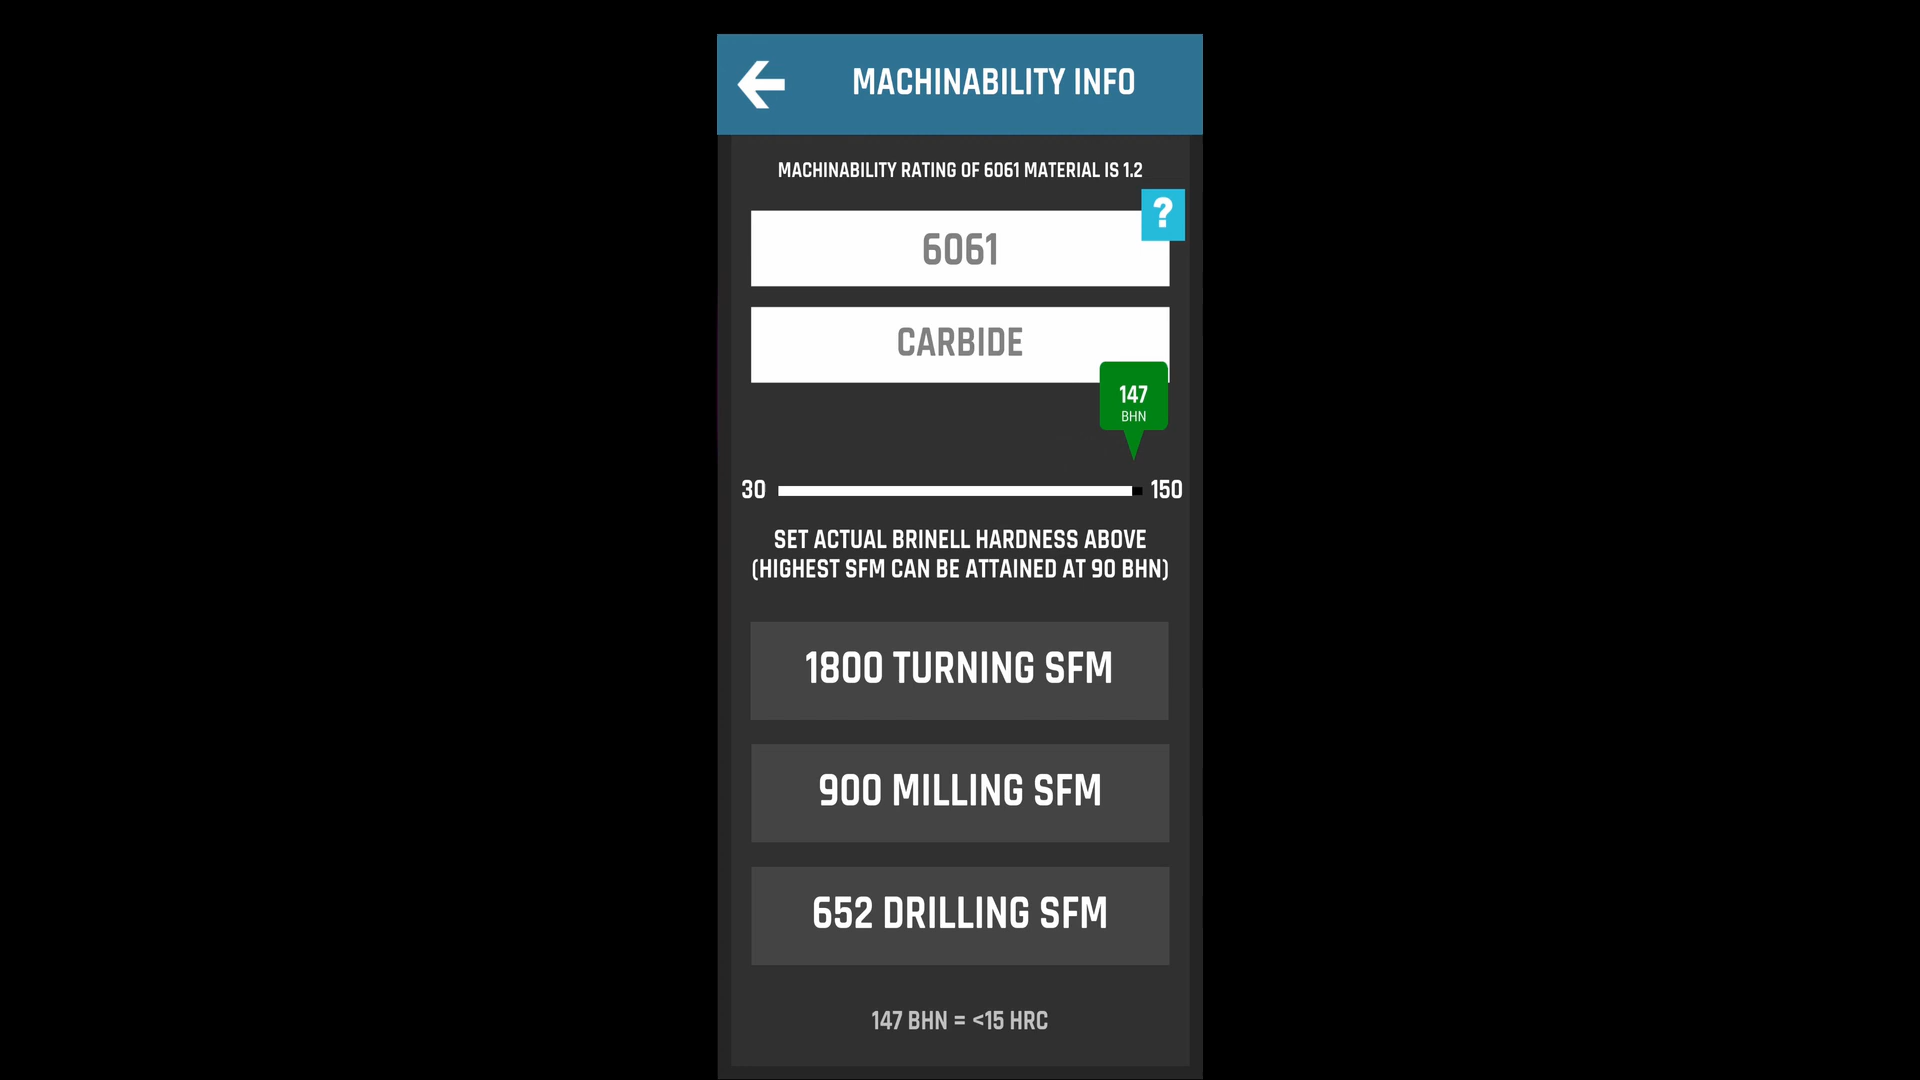 MACHINABILITY INFO
MACHINABILITY RATING OF 6061 MATERIAL IS 1.2
?
6061
CARBIDE
147
BHN
30
150
SET ACTUAL BRINELL HARDNESS ABOVE
(HIGHEST SFM CAN BE ATTAINED AT 90 BHN)
1800 TURNING SFM
900 MILLING SFM
652 DRILLING SFM
147 BHN = <15 HRC